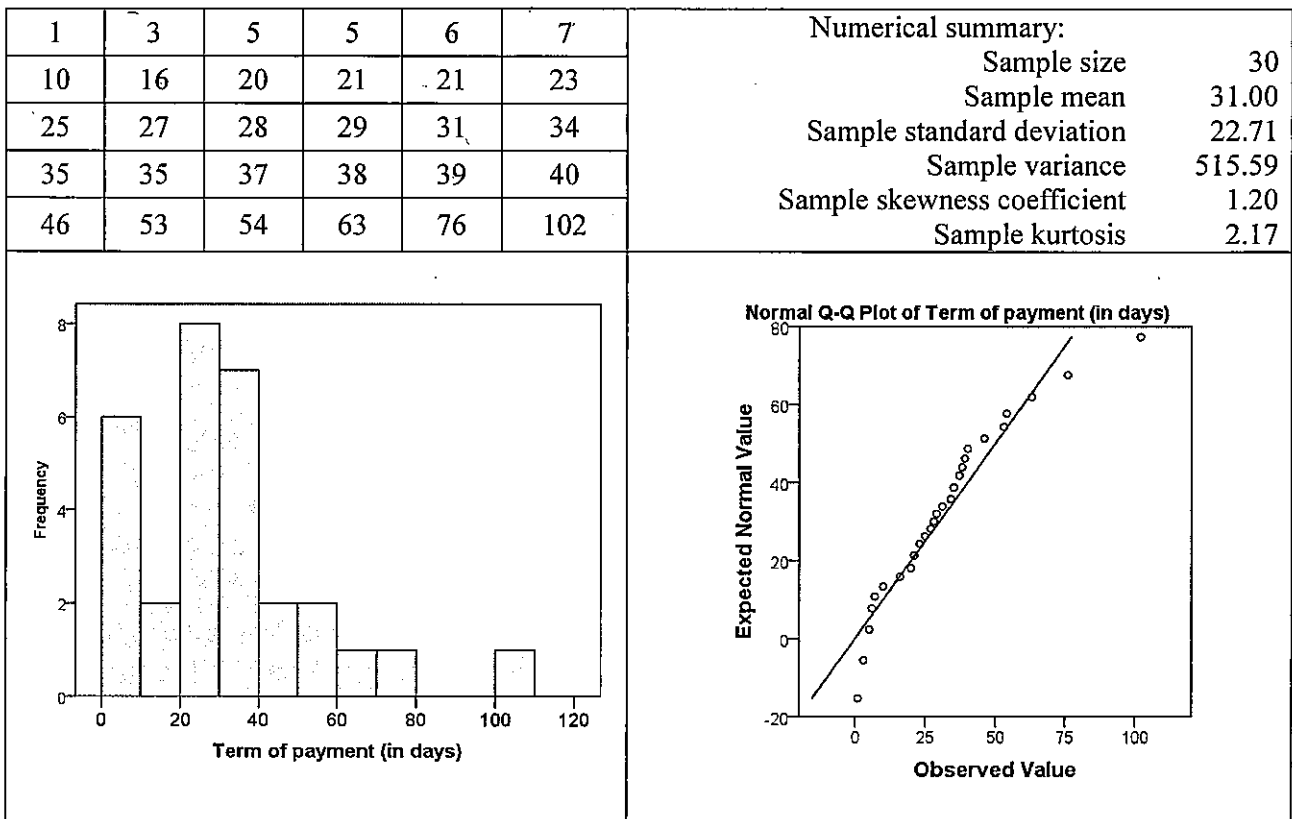 1 3 5 5 6 7
10 16 20 21 21 23
25 27 28 29 31 34
35 35 37 38 39 40
46 53 54 63 76 102
Numerical summary:
Sample size 30
Sample mean 31.00
Sample standard deviation 22.71
Sample variance 515.59
Sample skewness coefficient 1.20
Sample kurtosis 2.17
8
6
4
2
0
Frequency
0 20 40 60 80 100 120
Term of payment (in days)
Normal Q-Q Plot of Term of payment (in days)
80
60
40
20
0
-20
Expected Normal Value
0 25 50 75 100
Observed Value